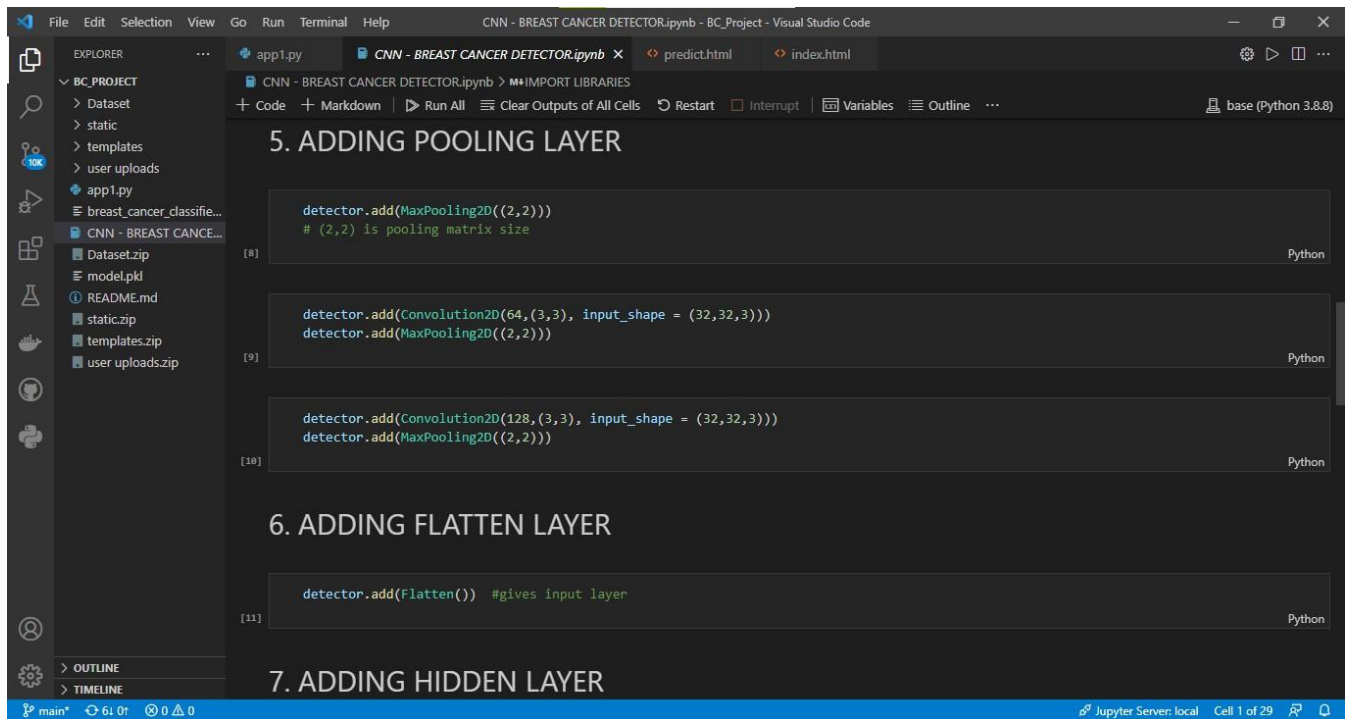 File Edit Selection View Go Run Terminal Help CNN - BREAST CANCER DETECTOR.ipynb - BC_Project - Visual Studio Code
EXPLORER
BC_PROJECT
Dataset
static
templates
user uploads
app1.py
breast_cancer_classifie...
CNN - BREAST CANCE...
Dataset.zip
model.pkl
README.md
static.zip
templates.zip
user uploads.zip
OUTLINE
TIMELINE
10K
app1.py CNN - BREAST CANCER DETECTOR.ipynb predict.html index.html
CNN - BREAST CANCER DETECTOR.ipynb > M↓IMPORT LIBRARIES
+ Code + Markdown Run All Clear Outputs of All Cells Restart Interrupt Variables Outline ... base (Python 3.8.8)
5. ADDING POOLING LAYER
detector.add(MaxPooling2D((2,2)))
# (2,2) is pooling matrix size
[8] Python
detector.add(Convolution2D(64,(3,3), input_shape = (32,32,3)))
detector.add(MaxPooling2D((2,2)))
[9] Python
detector.add(Convolution2D(128,(3,3), input_shape = (32,32,3)))
detector.add(MaxPooling2D((2,2)))
[10] Python
6. ADDING FLATTEN LAYER
detector.add(Flatten()) #gives input layer
[11] Python
7. ADDING HIDDEN LAYER
main* 6↓ 0↑ 0 0 Jupyter Server: local Cell 1 of 29